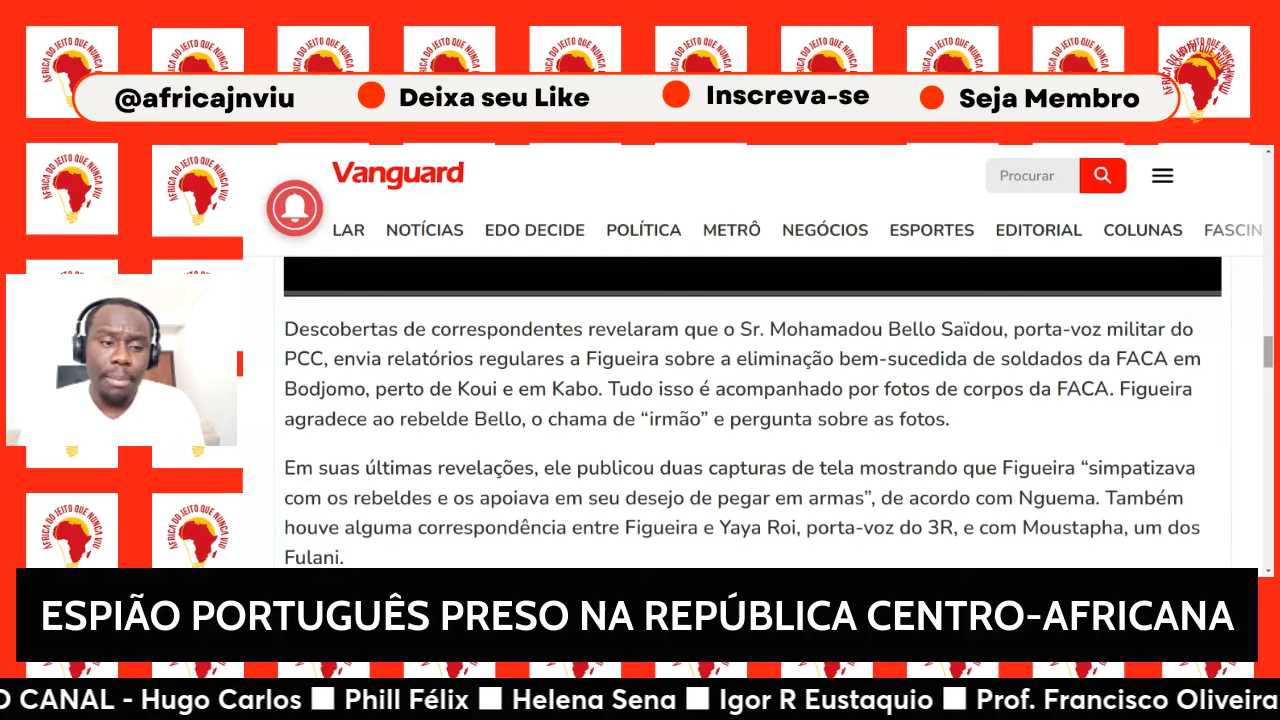 AFRICA DO JEITO QUE NUNCA VIU
@africajnviu
Deixa seu Like
Inscreva-se
Seja Membro
Vanguard
Procurar
LAR NOTÍCIAS EDO DECIDE POLÍTICA METRÔ NEGÓCIOS ESPORTES EDITORIAL COLUNAS FASCIN
Descobertas de correspondentes revelaram que o Sr. Mohamadou Bello Saïdou, porta-voz militar do
PCC, envia relatórios regulares a Figueira sobre a eliminação bem-sucedida de soldados da FACA em
Bodjomo, perto de Koui e em Kabo. Tudo isso é acompanhado por fotos de corpos da FACA. Figueira
agradece ao rebelde Bello, o chama de “irmão” e pergunta sobre as fotos.
Em suas últimas revelações, ele publicou duas capturas de tela mostrando que Figueira “simpatizava
com os rebeldes e os apoiava em seu desejo de pegar em armas”, de acordo com Nguema. Também
houve alguma correspondência entre Figueira e Yaya Roi, porta-voz do 3R, e com Moustapha, um dos
Fulani.
ESPIÃO PORTUGUÊS PRESO NA REPÚBLICA CENTRO-AFRICANA
O CANAL - Hugo Carlos Phill Félix Helena Sena Igor R Eustaquio Prof. Francisco Oliveira